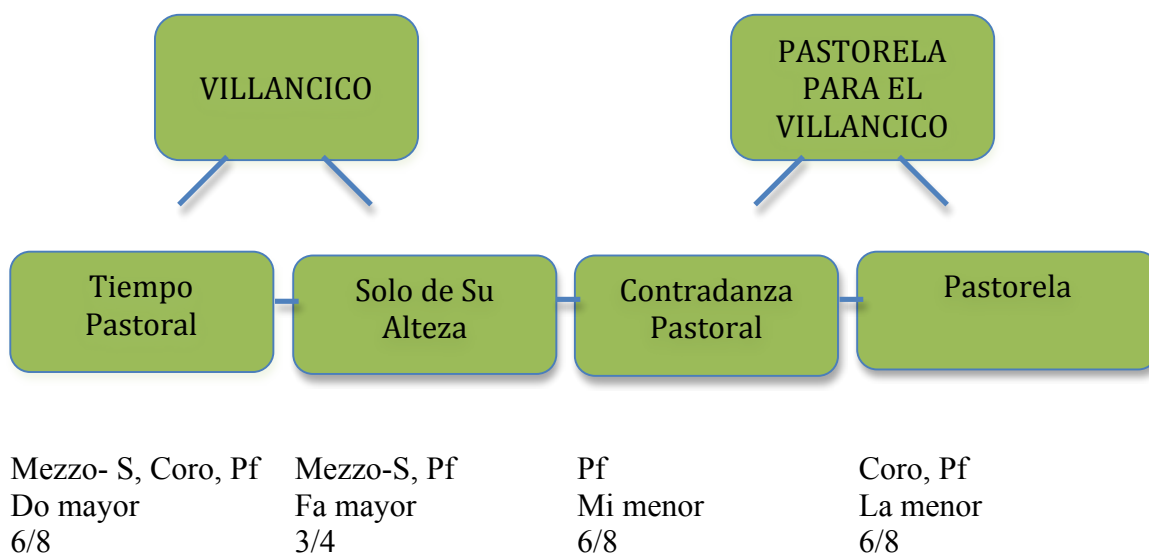 VILLANCICO
PASTORELA
PARA EL
VILLANCICO
Tiempo
Pastoral
Solo de Su
Alteza
Contradanza
Pastoral
Pastorela
Mezzo- S, Coro, Pf
Do mayor
6/8
Mezzo-S, Pf
Fa mayor
3/4
Pf
Mi menor
6/8
Coro, Pf
La menor
6/8